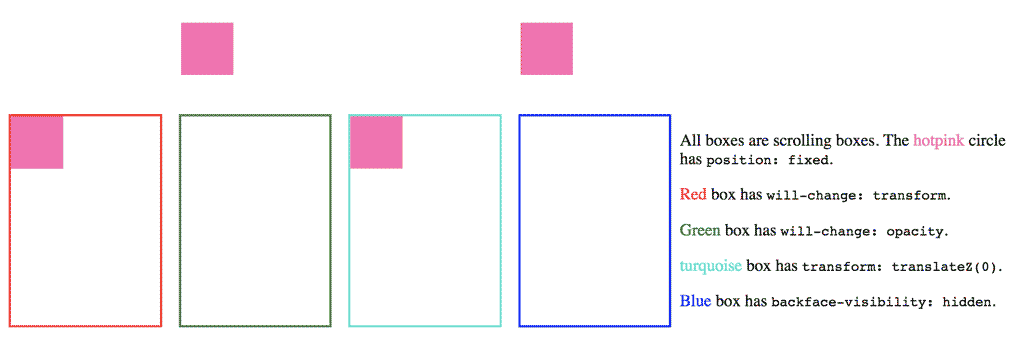 All boxes are scrolling boxes. The hotpink circle
has position: fixed.
Red box has will-change: transform.
Green box has will-change: opacity.
turquoise box has transform: translateZ(0).
Blue box has backface-visibility: hidden.